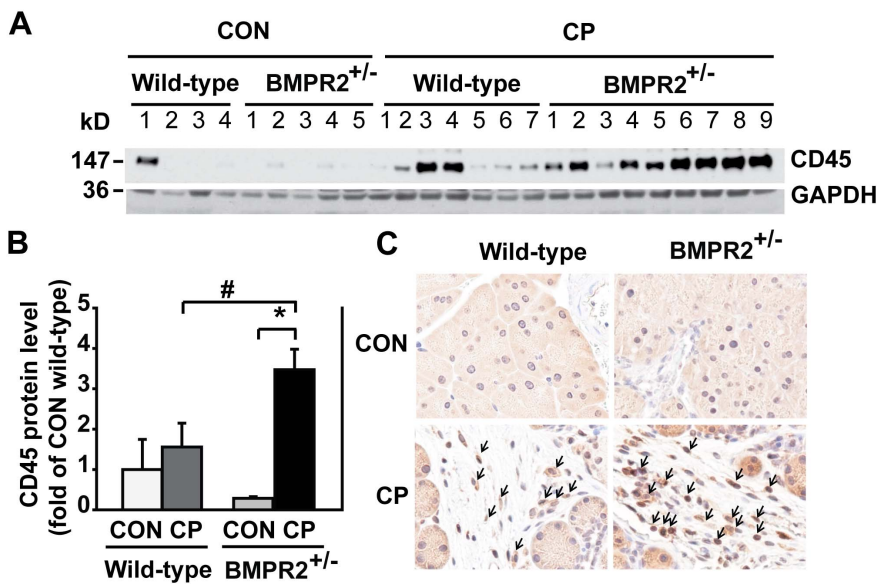 A
CON CP
Wild-type BMPR2+/- Wild-type BMPR2+/-
kD 1 2 3 4 1 2 3 4 5 1 2 3 4 5 6 7 1 2 3 4 5 6 7 8 9
147 CD45
36 GAPDH
B
CD45 protein level
(fold of CON wild-type)
5
4
3
2
1
0
#
*
CON CP CON CP
Wild-type BMPR2+/-
C
Wild-type BMPR2+/-
CON
CP